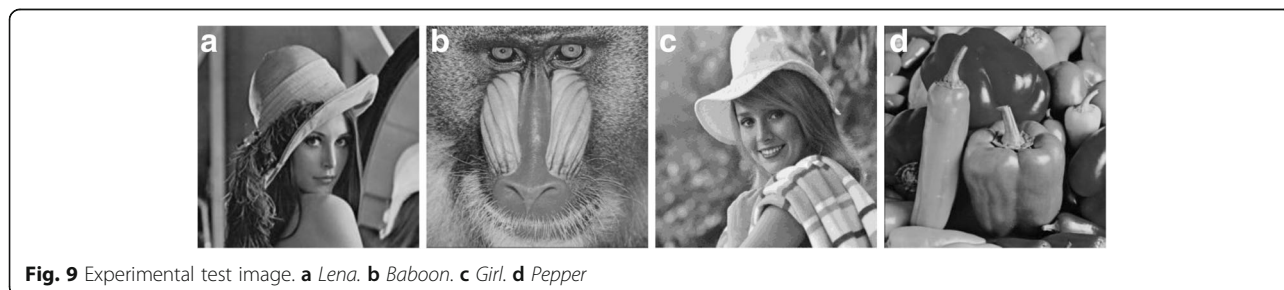 a b c d
Fig. 9 Experimental test image. a Lena. b Baboon. c Girl. d Pepper